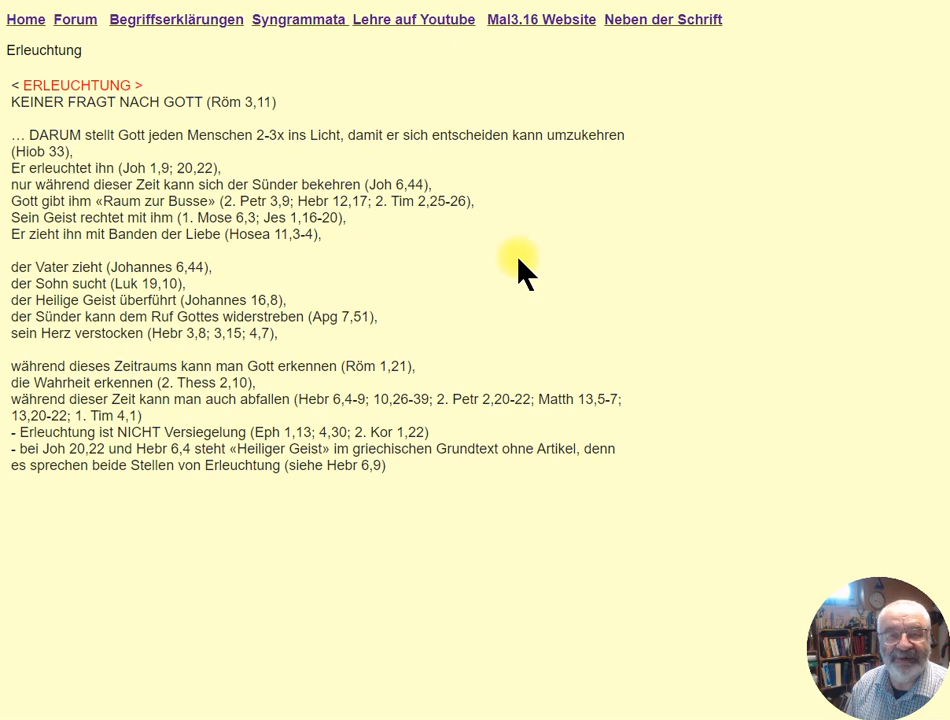 Home Forum Begriffserklärungen Syngrammata Lehre auf Youtube Mal3.16 Website Neben der Schrift
Erleuchtung
< ERLEUCHTUNG >
KEINER FRAGT NACH GOTT (Röm 3,11)
… DARUM stellt Gott jeden Menschen 2-3x ins Licht, damit er sich entscheiden kann umzukehren
(Hiob 33),
Er erleuchtet ihn (Joh 1,9; 20,22),
nur während dieser Zeit kann sich der Sünder bekehren (Joh 6,44),
Gott gibt ihm «Raum zur Busse» (2. Petr 3,9; Hebr 12,17; 2. Tim 2,25-26),
Sein Geist rechtet mit ihm (1. Mose 6,3; Jes 1,16-20),
Er zieht ihn mit Banden der Liebe (Hosea 11,3-4),
der Vater zieht (Johannes 6,44),
der Sohn sucht (Luk 19,10),
der Heilige Geist überführt (Johannes 16,8),
der Sünder kann dem Ruf Gottes widerstreben (Apg 7,51),
sein Herz verstocken (Hebr 3,8; 3,15; 4,7),
während dieses Zeitraums kann man Gott erkennen (Röm 1,21),
die Wahrheit erkennen (2. Thess 2,10),
während dieser Zeit kann man auch abfallen (Hebr 6,4-9; 10,26-39; 2. Petr 2,20-22; Matth 13,5-7;
13,20-22; 1. Tim 4,1)
- Erleuchtung ist NICHT Versiegelung (Eph 1,13; 4,30; 2. Kor 1,22)
- bei Joh 20,22 und Hebr 6,4 steht «Heiliger Geist» im griechischen Grundtext ohne Artikel, denn
es sprechen beide Stellen von Erleuchtung (siehe Hebr 6,9)